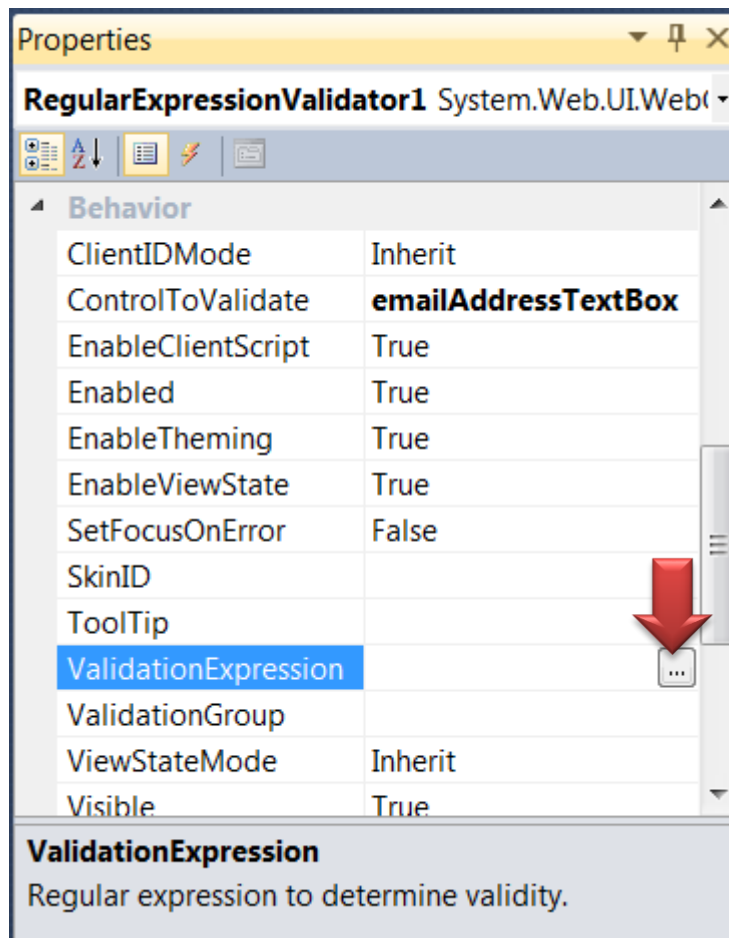 Properties
RegularExpressionValidator1 System.Web.UI.Web
Behavior
ClientIDMode Inherit
ControlToValidate emailAddressTextBox
EnableClientScript True
Enabled True
EnableTheming True
EnableViewState True
SetFocusOnError False
SkinID
ToolTip
ValidationExpression ...
ValidationGroup
ViewStateMode Inherit
Visible True
ValidationExpression
Regular expression to determine validity.